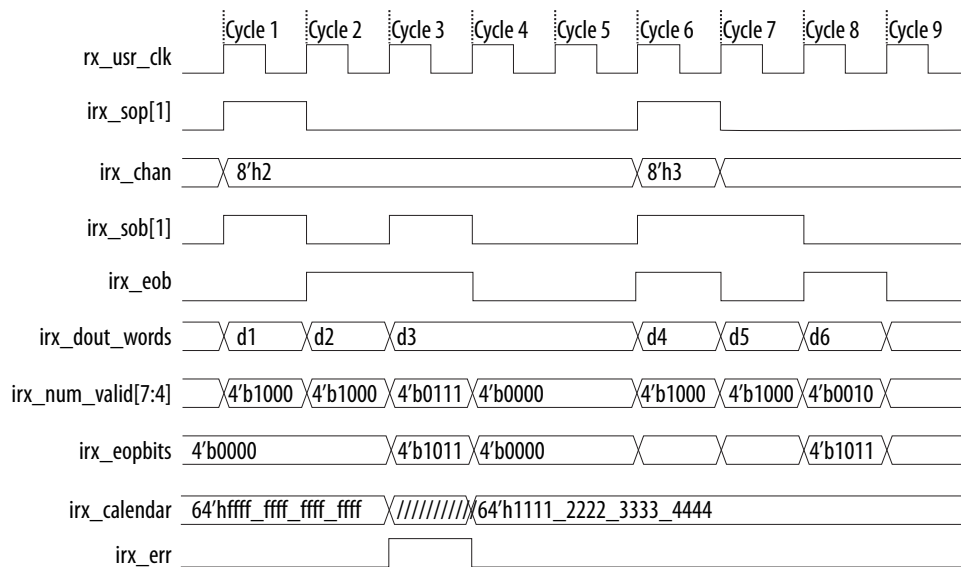 Cycle 1 Cycle 2 Cycle 3 Cycle 4 Cycle 5 Cycle 6 Cycle 7 Cycle 8 Cycle 9
rx_usr_clk
irx_sop[1]
irx_chan 8’h2 8’h3
irx_sob[1]
irx_eob
irx_dout_words d1 d2 d3 d4 d5 d6
irx_num_valid[7:4] 4’b1000 4’b1000 4’b0111 4’b0000 4’b1000 4’b1000 4’b0010
irx_eopbits 4’b0000 4’b1011 4’b0000 4’b1011
irx_calendar 64’hffff_ffff_ffff_ffff 64’h1111_2222_3333_4444
irx_err